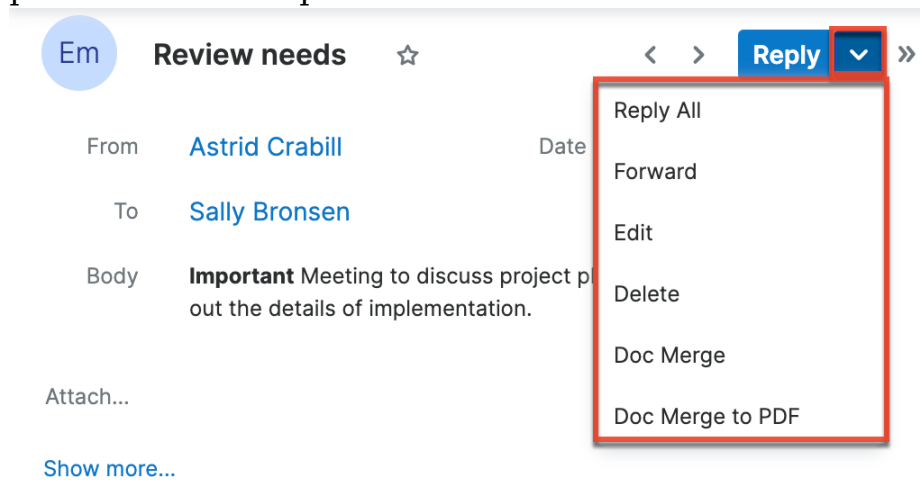 Em
Review needs
Reply
Reply All
From Astrid Crabill Date
Forward
To Sally Bronsen
Edit
Body Important Meeting to discuss project
out the details of implementation.
Delete
Doc Merge
Attach...
Doc Merge to PDF
Show more...